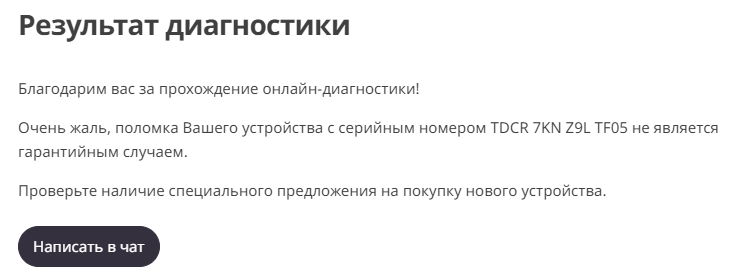 Результат диагностики
Благодарим вас за прохождение онлайн-диагностики!
Очень жаль, поломка Вашего устройства с серийным номером TDCR 7KN Z9L TF05 не является
гарантийным случаем.
Проверьте наличие специального предложения на покупку нового устройства.
Написать в чат